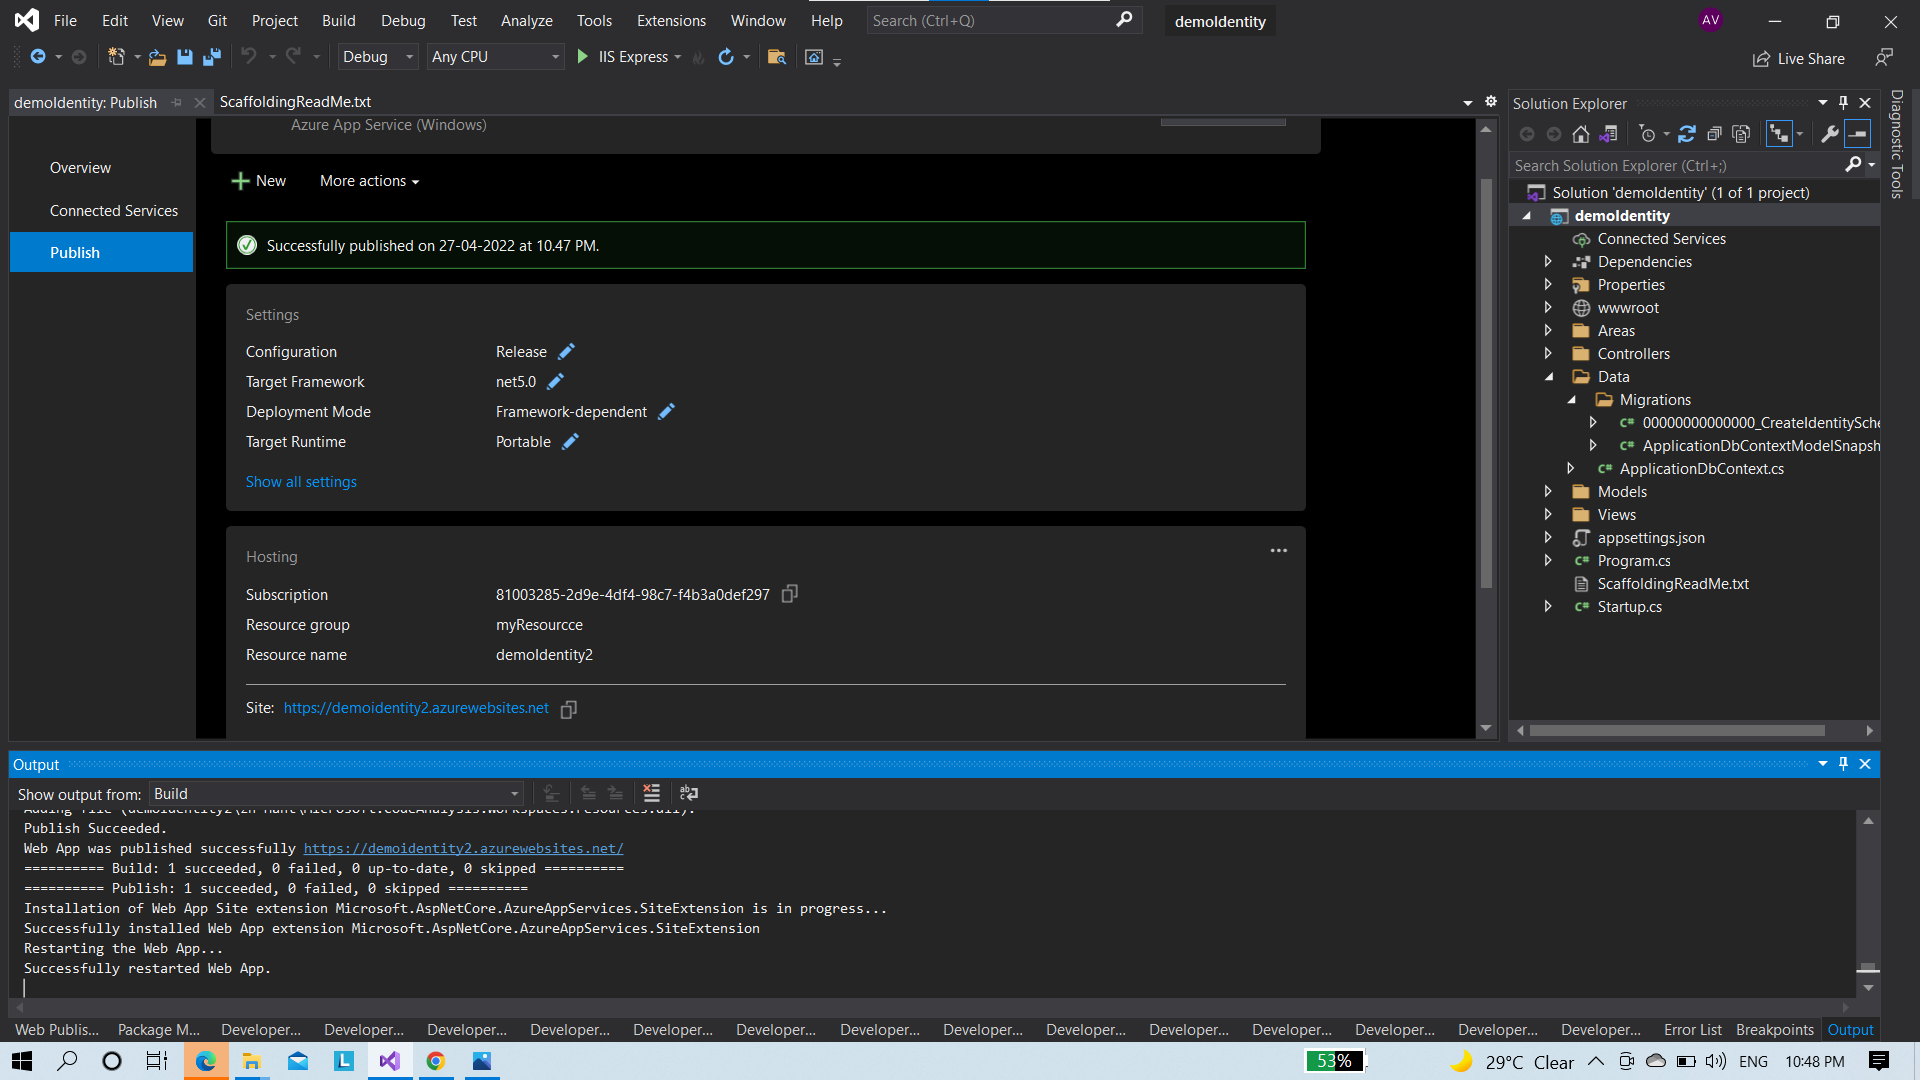 File Edit View Git Project Build Debug Test Analyze Tools Extensions Window Help Search (Ctrl+Q) demoIdentity AV
Debug Any CPU IIS Express Live Share
demoIdentity: Publish ScaffoldingReadMe.txt
Azure App Service (Windows)
Overview
Connected Services
Publish
New More actions
Successfully published on 27-04-2022 at 10.47 PM.
Settings
Configuration Release
Target Framework net5.0
Deployment Mode Framework-dependent
Target Runtime Portable
Show all settings
Hosting
Subscription 81003285-2d9e-4df4-98c7-f4b3a0def297
Resource group myResourcce
Resource name demoIdentity2
Site: https://demoidentity2.azurewebsites.net
Solution Explorer
Search Solution Explorer (Ctrl+;)
Solution 'demoIdentity' (1 of 1 project)
demoIdentity
Connected Services
Dependencies
Properties
wwwroot
Areas
Controllers
Data
Migrations
C# 00000000000000_CreateIdentitySche
C# ApplicationDbContextModelSnapsh
C# ApplicationDbContext.cs
Models
Views
appsettings.json
C# Program.cs
ScaffoldingReadMe.txt
C# Startup.cs
Diagnostic Tools
Output
Show output from: Build
Adding file (demoIdentity2\zh-Hant\Microsoft.CodeAnalysis.Workspaces.resources.dll).
Publish Succeeded.
Web App was published successfully https://demoidentity2.azurewebsites.net/
========== Build: 1 succeeded, 0 failed, 0 up-to-date, 0 skipped ==========
========== Publish: 1 succeeded, 0 failed, 0 skipped ==========
Installation of Web App Site extension Microsoft.AspNetCore.AzureAppServices.SiteExtension is in progress...
Successfully installed Web App extension Microsoft.AspNetCore.AzureAppServices.SiteExtension
Restarting the Web App...
Successfully restarted Web App.
Web Publis... Package M... Developer... Developer... Developer... Developer... Developer... Developer... Developer... Developer... Developer... Developer... Developer... Developer... Developer... Developer... Error List Breakpoints Output
53% 29°C Clear ENG 10:48 PM